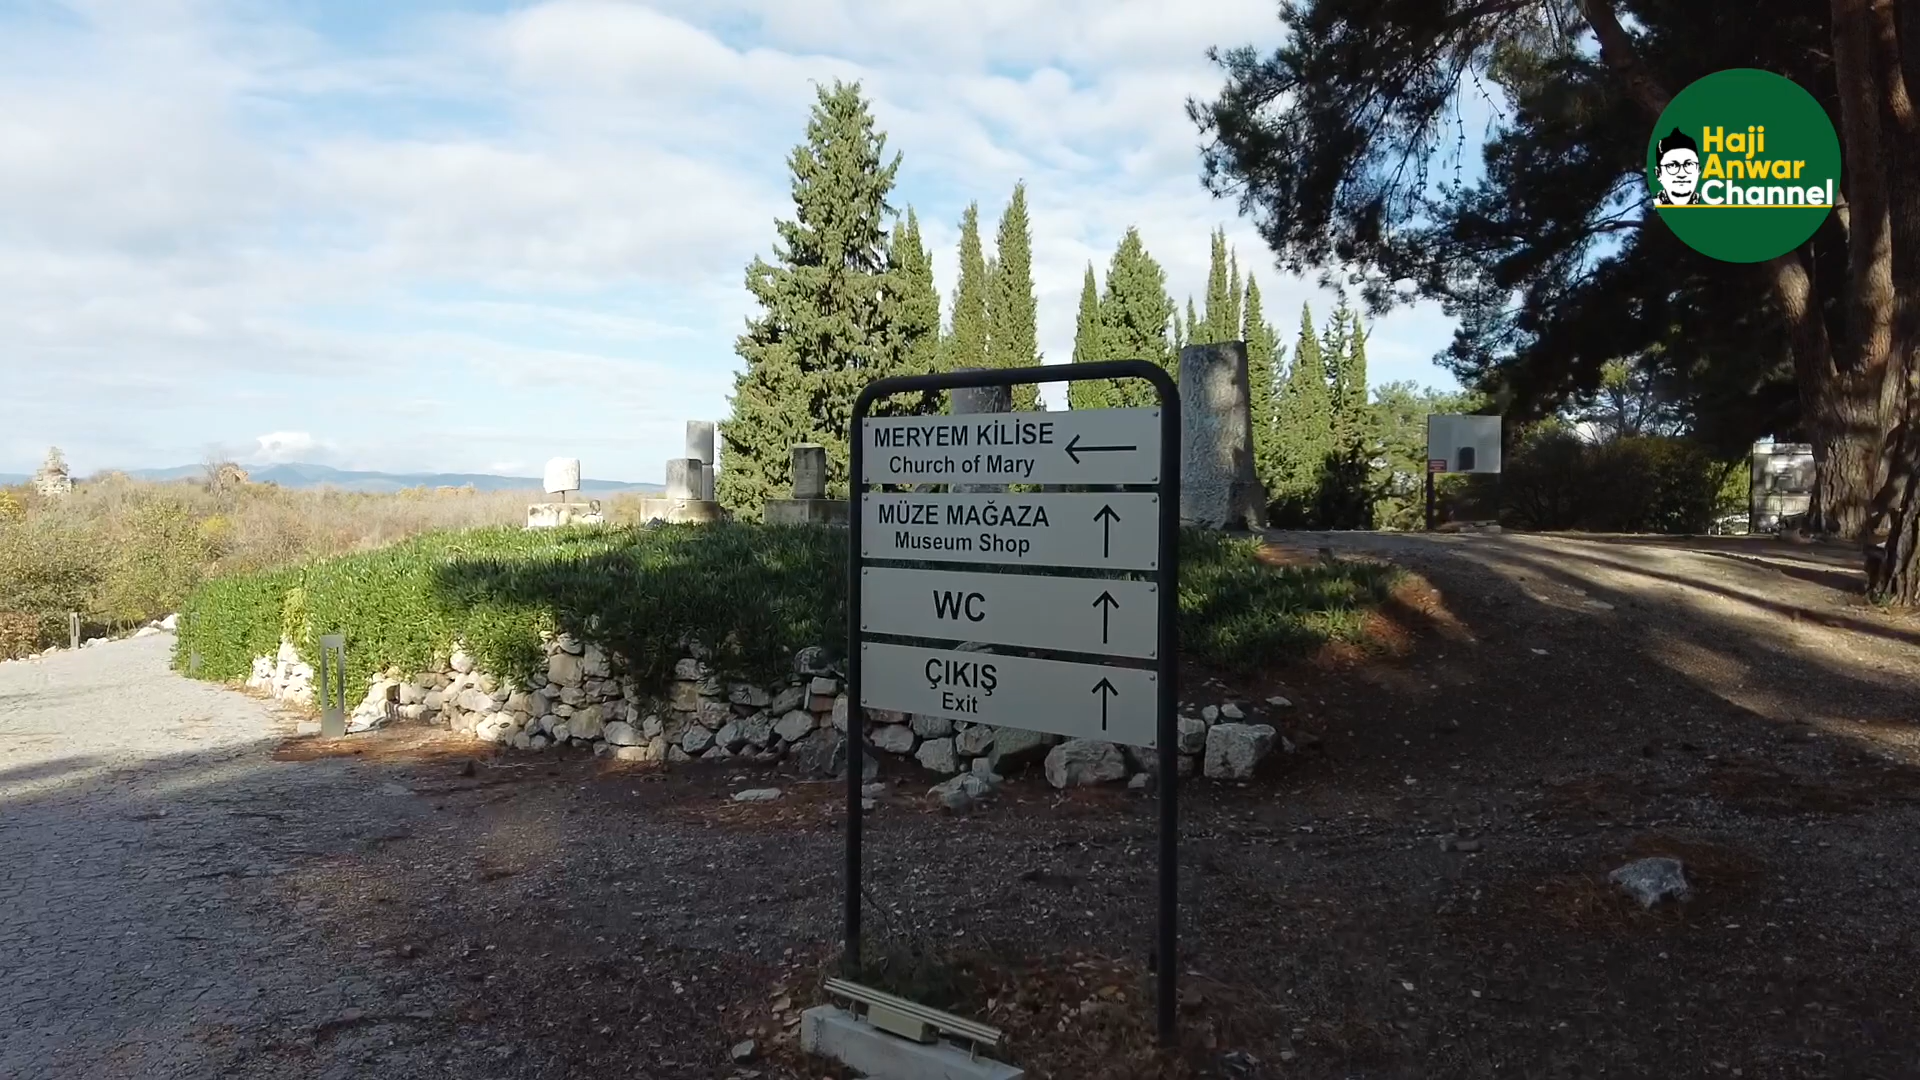 Haji
Anwar
Channel
MERYEM KİLİSE
Church of Mary
MÜZE MAĞAZA
Museum Shop
WC
ÇIKIŞ
Exit